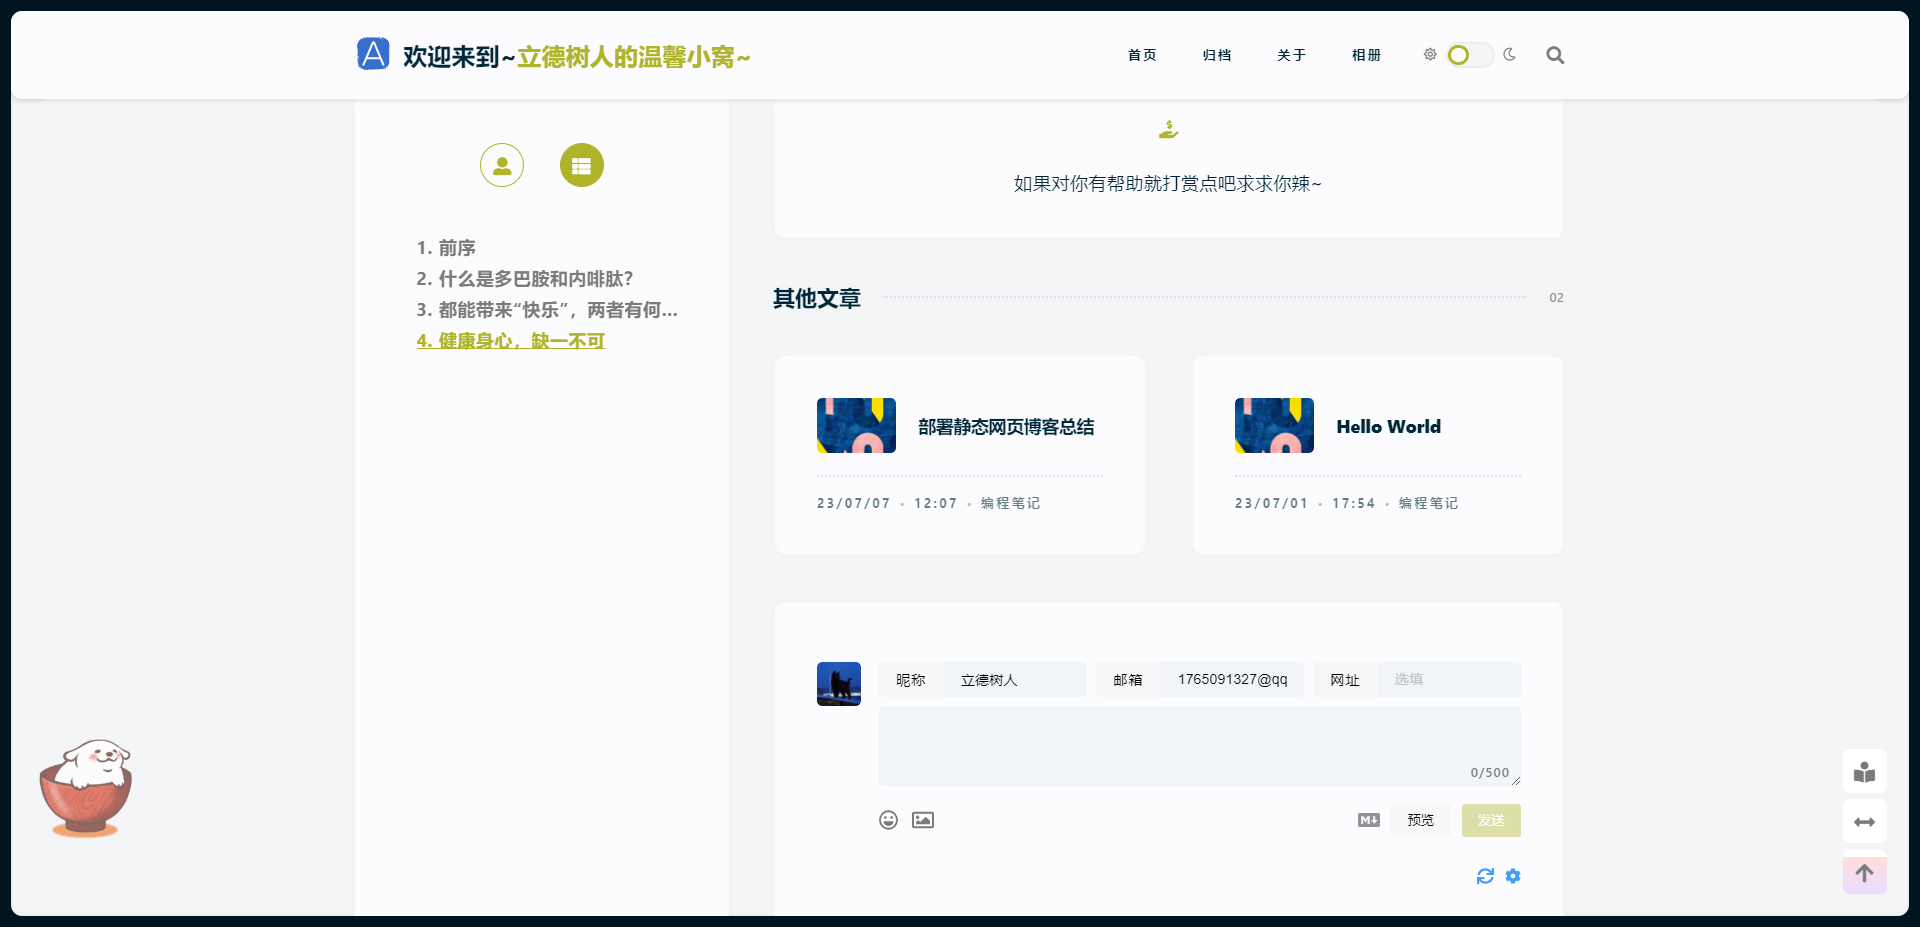 A 欢迎来到~立德树人的温馨小窝~
首页 归档 关于 相册
1. 前序
2. 什么是多巴胺和内啡肽?
3. 都能带来“快乐”，两者有何...
4. 健康身心，缺一不可
如果对你有帮助就打赏点吧求求你辣~
其他文章 02
部署静态网页博客总结
23/07/07 • 12:07 • 编程笔记
Hello World
23/07/01 • 17:54 • 编程笔记
昵称 立德树人 邮箱 1765091327@qq 网址 选填
0/500
M↓ 预览 发送